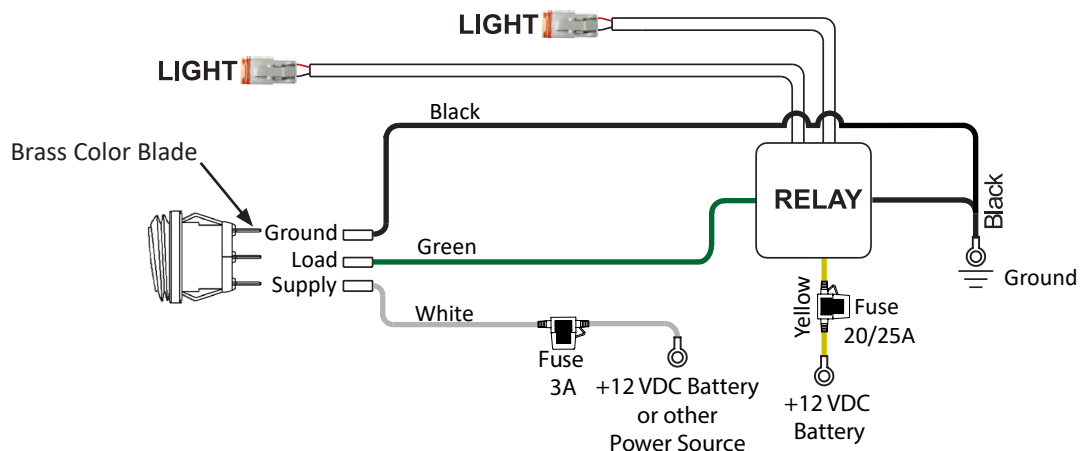 LIGHT
LIGHT
Black
Brass Color Blade
RELAY
Black
Ground
Green
Load
Supply
Ground
White
Yellow
Fuse
20/25A
Fuse
3A
+12 VDC Battery
or other
Power Source
+12 VDC
Battery